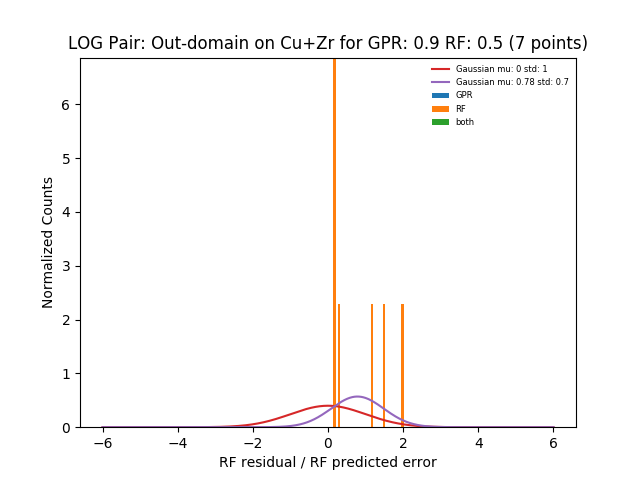 LOG Pair: Out-domain on Cu+Zr for GPR: 0.9 RF: 0.5 (7 points)
Gaussian mu: 0 std: 1
Gaussian mu: 0.78 std: 0.7
GPR
RF
both
Normalized Counts
6
5
4
3
2
1
0
−6 −4 −2 0 2 4 6
RF residual / RF predicted error